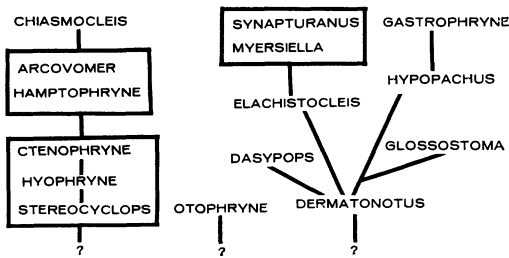 CHIASMOCLEIS
ARCOVOMER
HAMPTOPHRYNE
CTENOPHRYNE
HYOPHRYNE
STEREOCYCLOPS
?
OTOPHRYNE
?
SYNAPTURANUS
MYERSIELLA
ELACHISTOCLEIS
DASYPOPS
GASTROPHRYNE
HYPOPACHUS
GLOSSOSTOMA
DERMATONOTUS
?